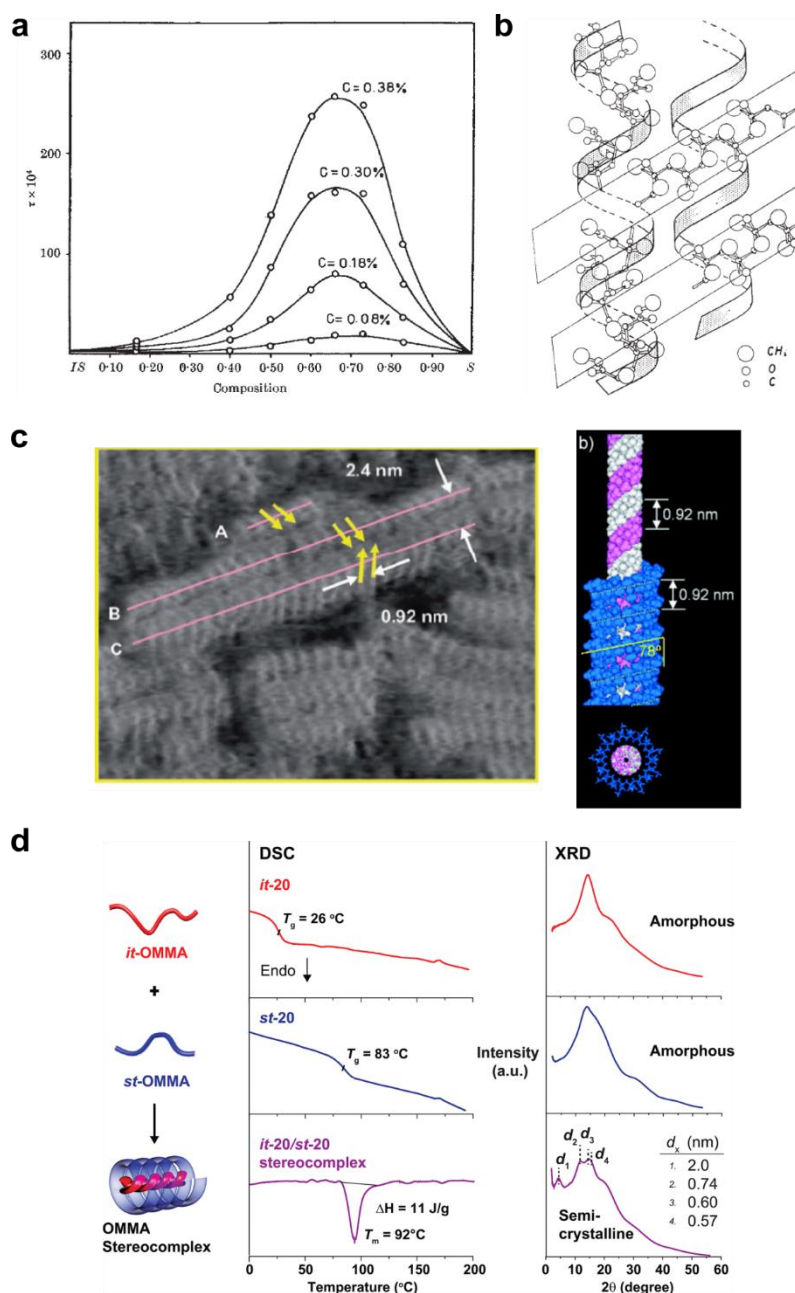 a
300
200
100
τ × 10⁴
C = 0.38%
C = 0.30%
C = 0.18%
C = 0.08%
IS 0·10 0·20 0·30 0·40 0·50 0·60 0·70 0·80 0·90 S
Composition
b
CH₃
O
C
c
2.4 nm
A
B
C
0.92 nm
b)
0.92 nm
0.92 nm
78°
d
DSC
XRD
it-20
Tg = 26 °C
Endo
Amorphous
it-OMMA
+
st-OMMA
st-20
Tg = 83 °C
Intensity
(a.u.)
Amorphous
it-20/st-20
stereocomplex
ΔH = 11 J/g
Tm = 92°C
d1
d2
d3
d4
dx (nm)
1. 2.0
2. 0.74
3. 0.60
4. 0.57
Semi-
crystalline
OMMA
Stereocomplex
0 50 100 150 200
Temperature (°C)
0 10 20 30 40 50 60
2θ (degree)